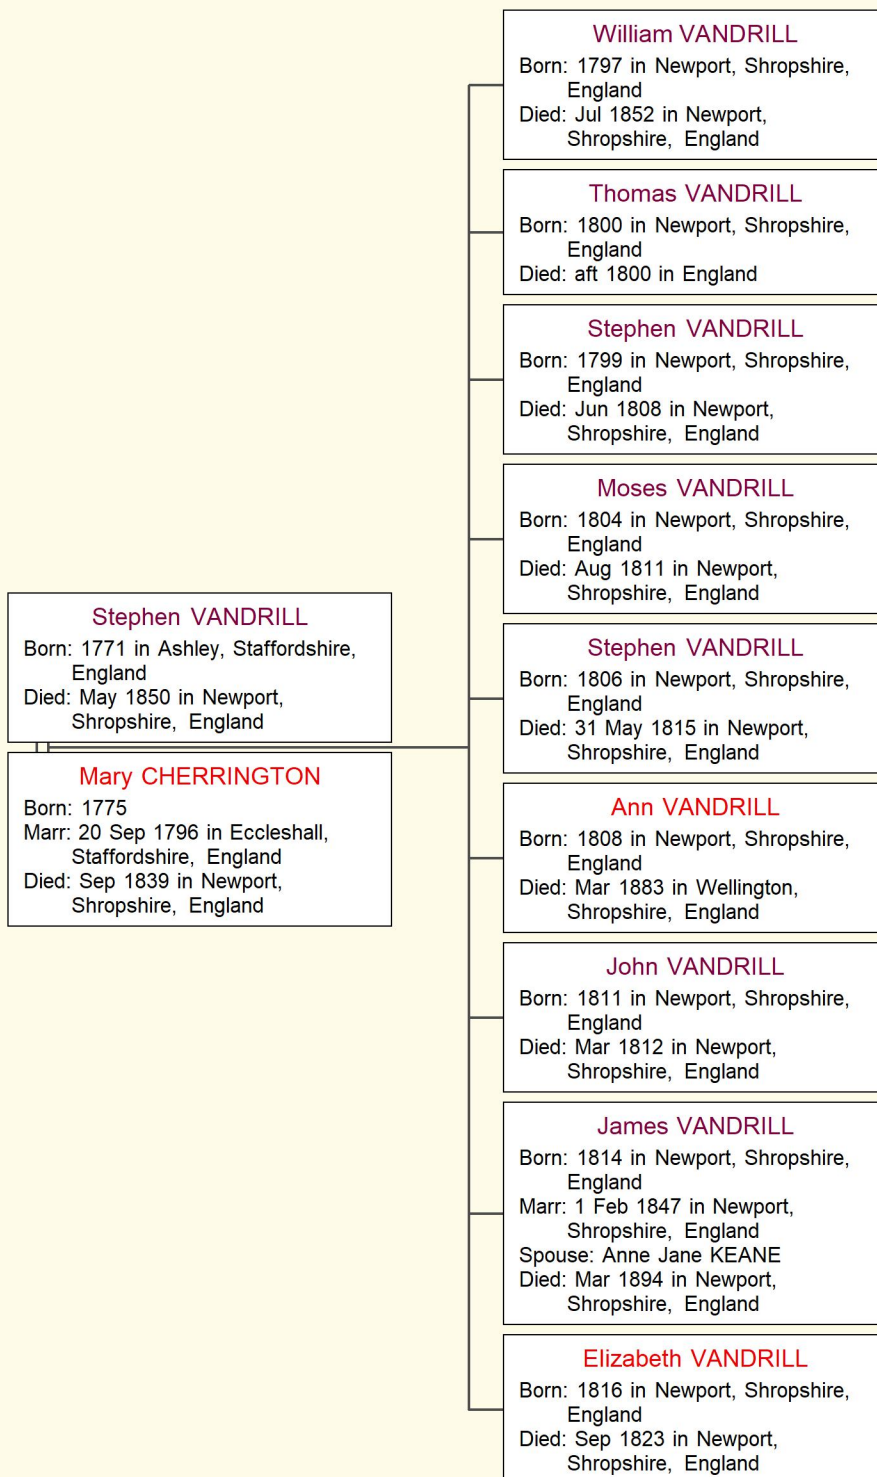 William VANDRILL
Born: 1797 in Newport, Shropshire,
England
Died: Jul 1852 in Newport,
Shropshire, England
Thomas VANDRILL
Born: 1800 in Newport, Shropshire,
England
Died: aft 1800 in England
Stephen VANDRILL
Born: 1799 in Newport, Shropshire,
England
Died: Jun 1808 in Newport,
Shropshire, England
Moses VANDRILL
Born: 1804 in Newport, Shropshire,
England
Died: Aug 1811 in Newport,
Shropshire, England
Stephen VANDRILL
Born: 1771 in Ashley, Staffordshire,
England
Died: May 1850 in Newport,
Shropshire, England
Mary CHERRINGTON
Born: 1775
Marr: 20 Sep 1796 in Eccleshall,
Staffordshire, England
Died: Sep 1839 in Newport,
Shropshire, England
Stephen VANDRILL
Born: 1806 in Newport, Shropshire,
England
Died: 31 May 1815 in Newport,
Shropshire, England
Ann VANDRILL
Born: 1808 in Newport, Shropshire,
England
Died: Mar 1883 in Wellington,
Shropshire, England
John VANDRILL
Born: 1811 in Newport, Shropshire,
England
Died: Mar 1812 in Newport,
Shropshire, England
James VANDRILL
Born: 1814 in Newport, Shropshire,
England
Marr: 1 Feb 1847 in Newport,
Shropshire, England
Spouse: Anne Jane KEANE
Died: Mar 1894 in Newport,
Shropshire, England
Elizabeth VANDRILL
Born: 1816 in Newport, Shropshire,
England
Died: Sep 1823 in Newport,
Shropshire, England